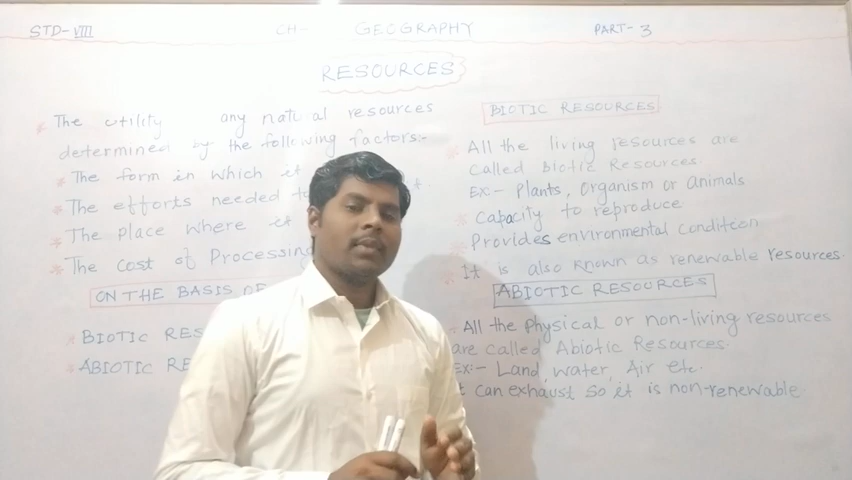 STD-VIII CH- GEOGRAPHY PART-3
RESOURCES
* The utility any natural resources
determined by the following factors:-
* The form in which it
* The efforts needed to
* The place where it
* The cost of Processing
ON THE BASIS OF
* BIOTIC RES
* ABIOTIC RE
BIOTIC RESOURCES
* All the living resources are
called Biotic Resources.
Ex:- Plants, Organism or animals
* Capacity to reproduce
* Provides environmental condition
* It is also known as renewable resources.
ABIOTIC RESOURCES
* All the Physical or non-living resources
are called Abiotic Resources.
Ex:- Land, water, Air etc.
t can exhaust so it is non-renewable